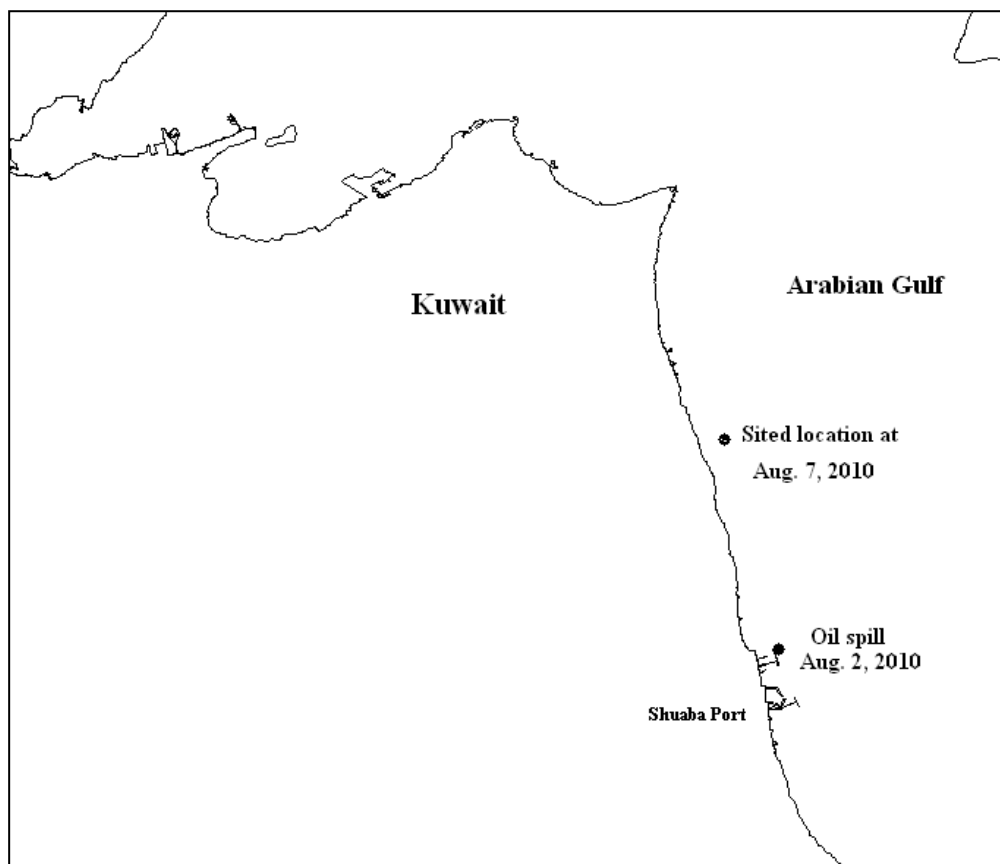 Arabian Gulf
Kuwait
Sited location at
Aug. 7, 2010
Oil spill
Aug. 2, 2010
Shuaba Port